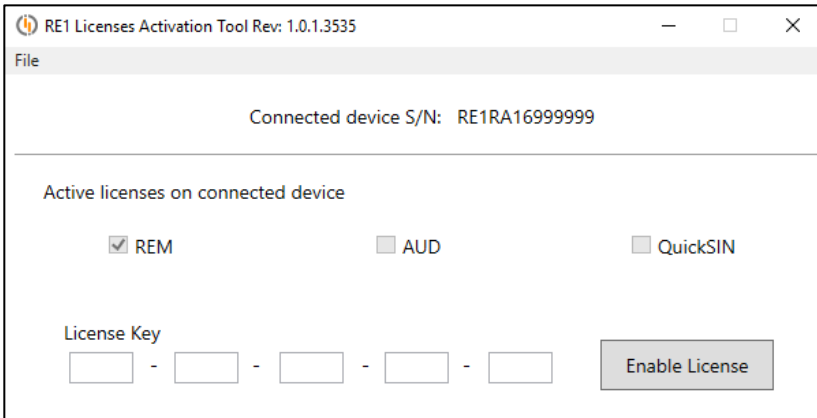 RE1 Licenses Activation Tool Rev: 1.0.1.3535
File
Connected device S/N: RE1RA16999999
Active licenses on connected device
REM AUD QuickSIN
License Key
- - - -
Enable License